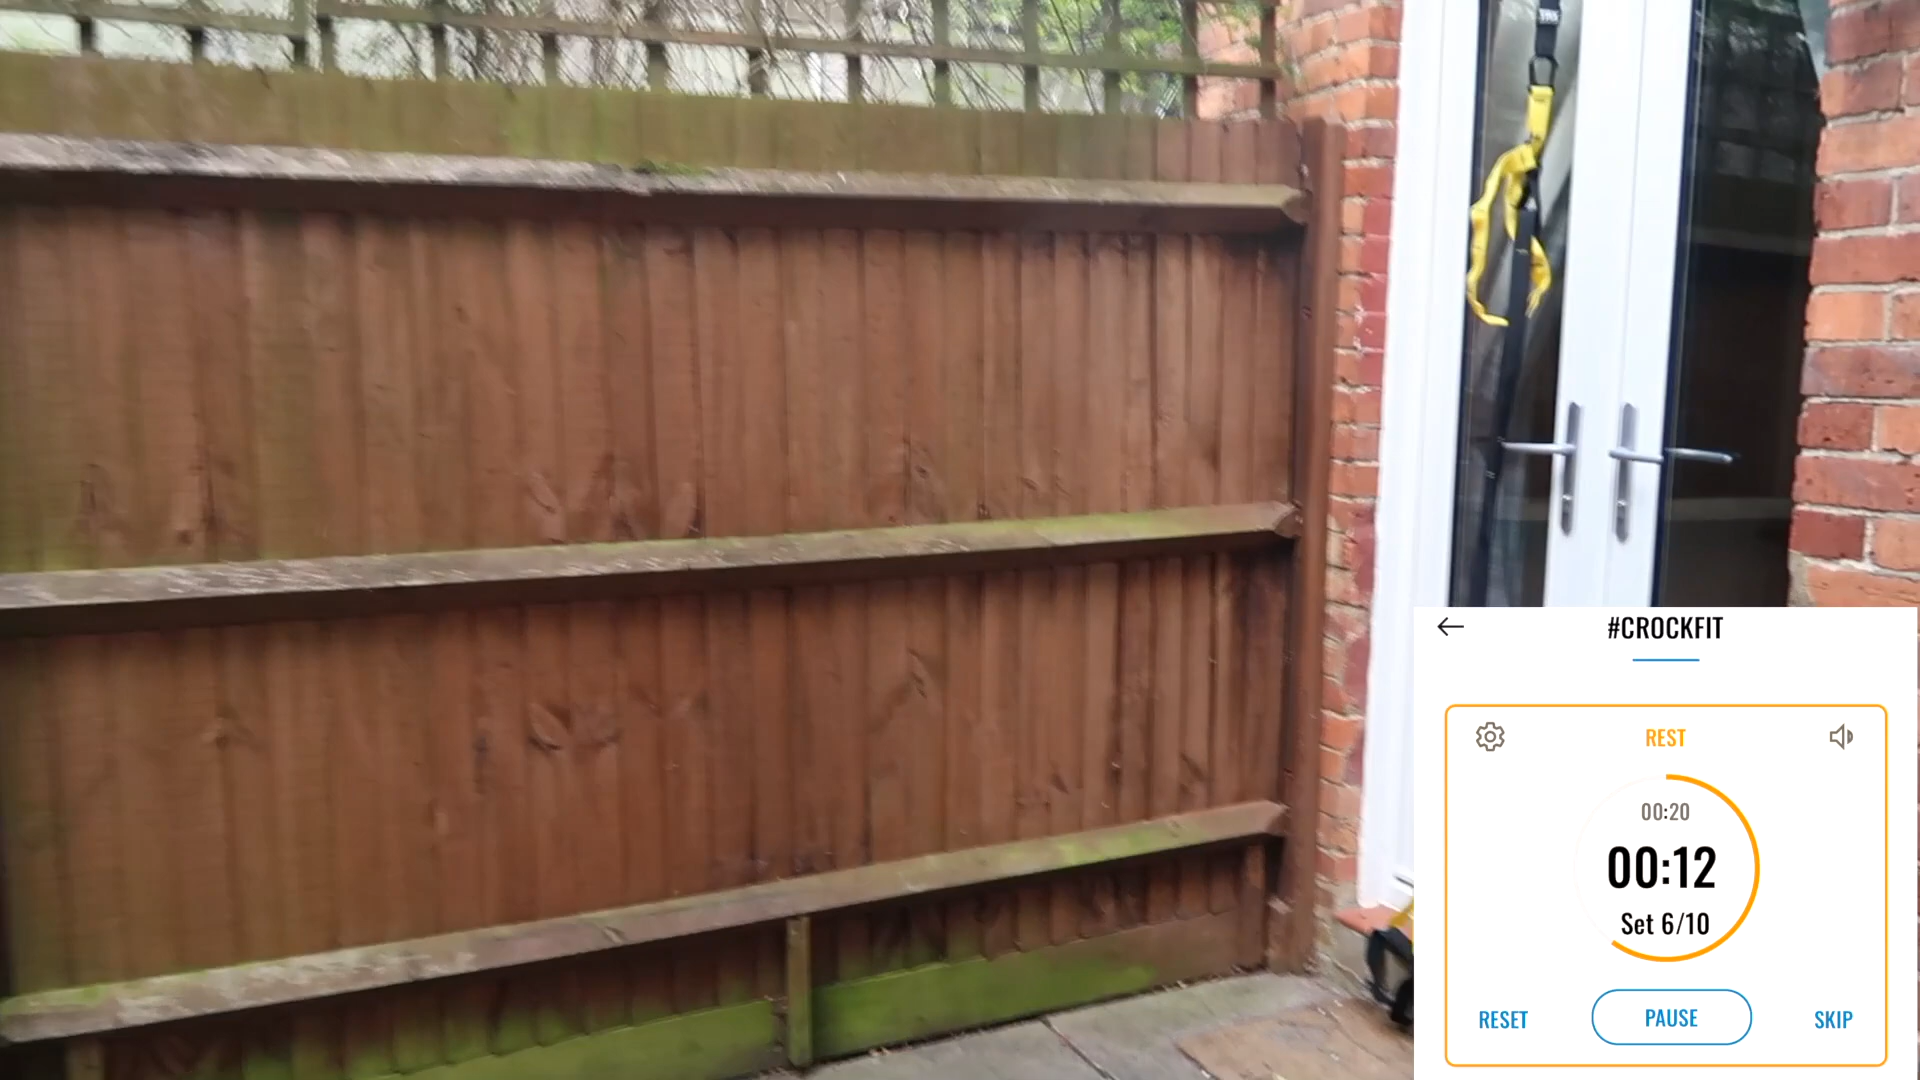 #CROCKFIT
REST
00:20
00:12
Set 6/10
RESET
PAUSE
SKIP